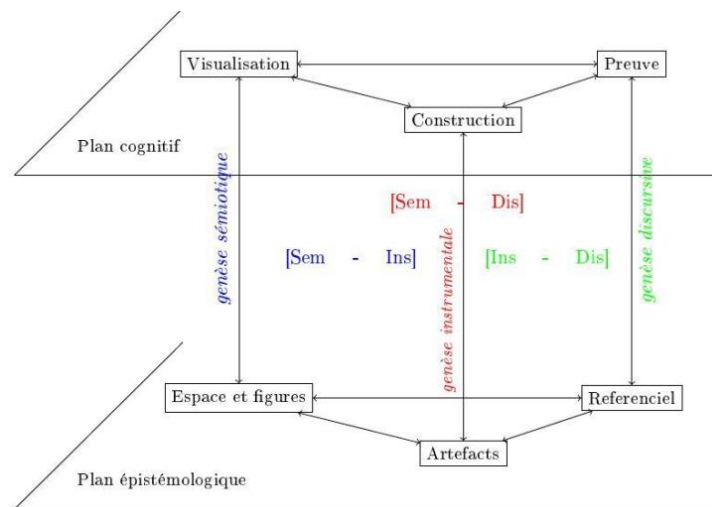 Visualisation
Preuve
Construction
Plan cognitif
genèse sémiotique
[Sem - Dis]
genèse discursive
[Sem - Ins]
[Ins - Dis]
genèse instrumentale
Espace et figures
Referenciel
Artefacts
Plan épistémologique